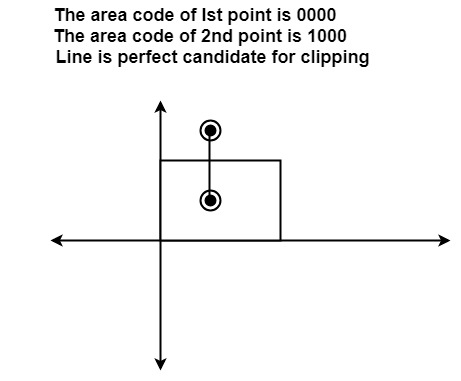 The area code of Ist point is 0000
The area code of 2nd point is 1000
Line is perfect candidate for clipping